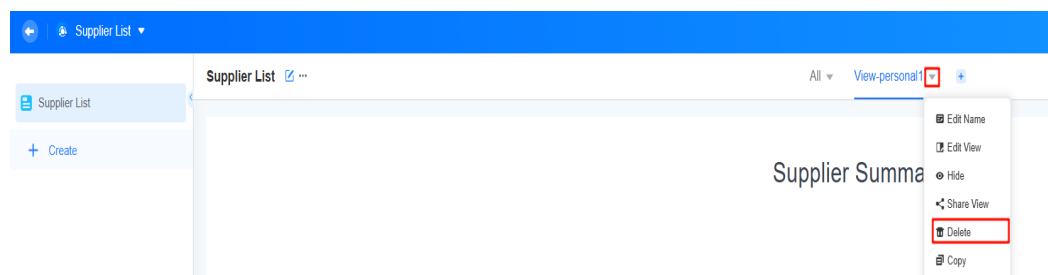 Supplier List
Supplier List
All
View-personal1
+
Supplier List
+ Create
Supplier Summa
Edit Name
Edit View
Hide
Share View
Delete
Copy